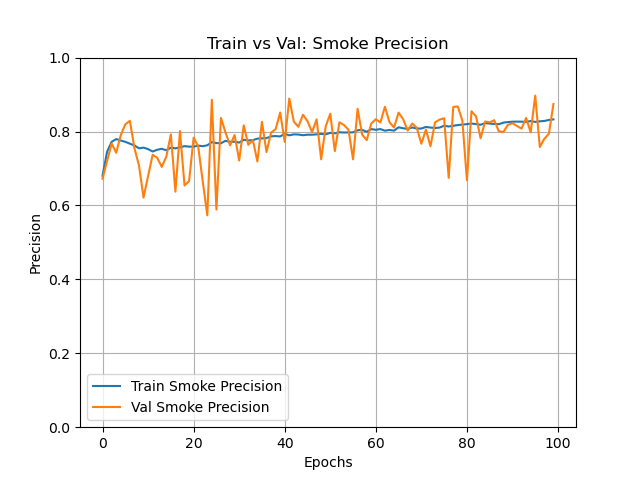 Train vs Val: Smoke Precision
1.0
0.8
0.6
0.4
0.2
0.0
Precision
Train Smoke Precision
Val Smoke Precision
0 20 40 60 80 100
Epochs